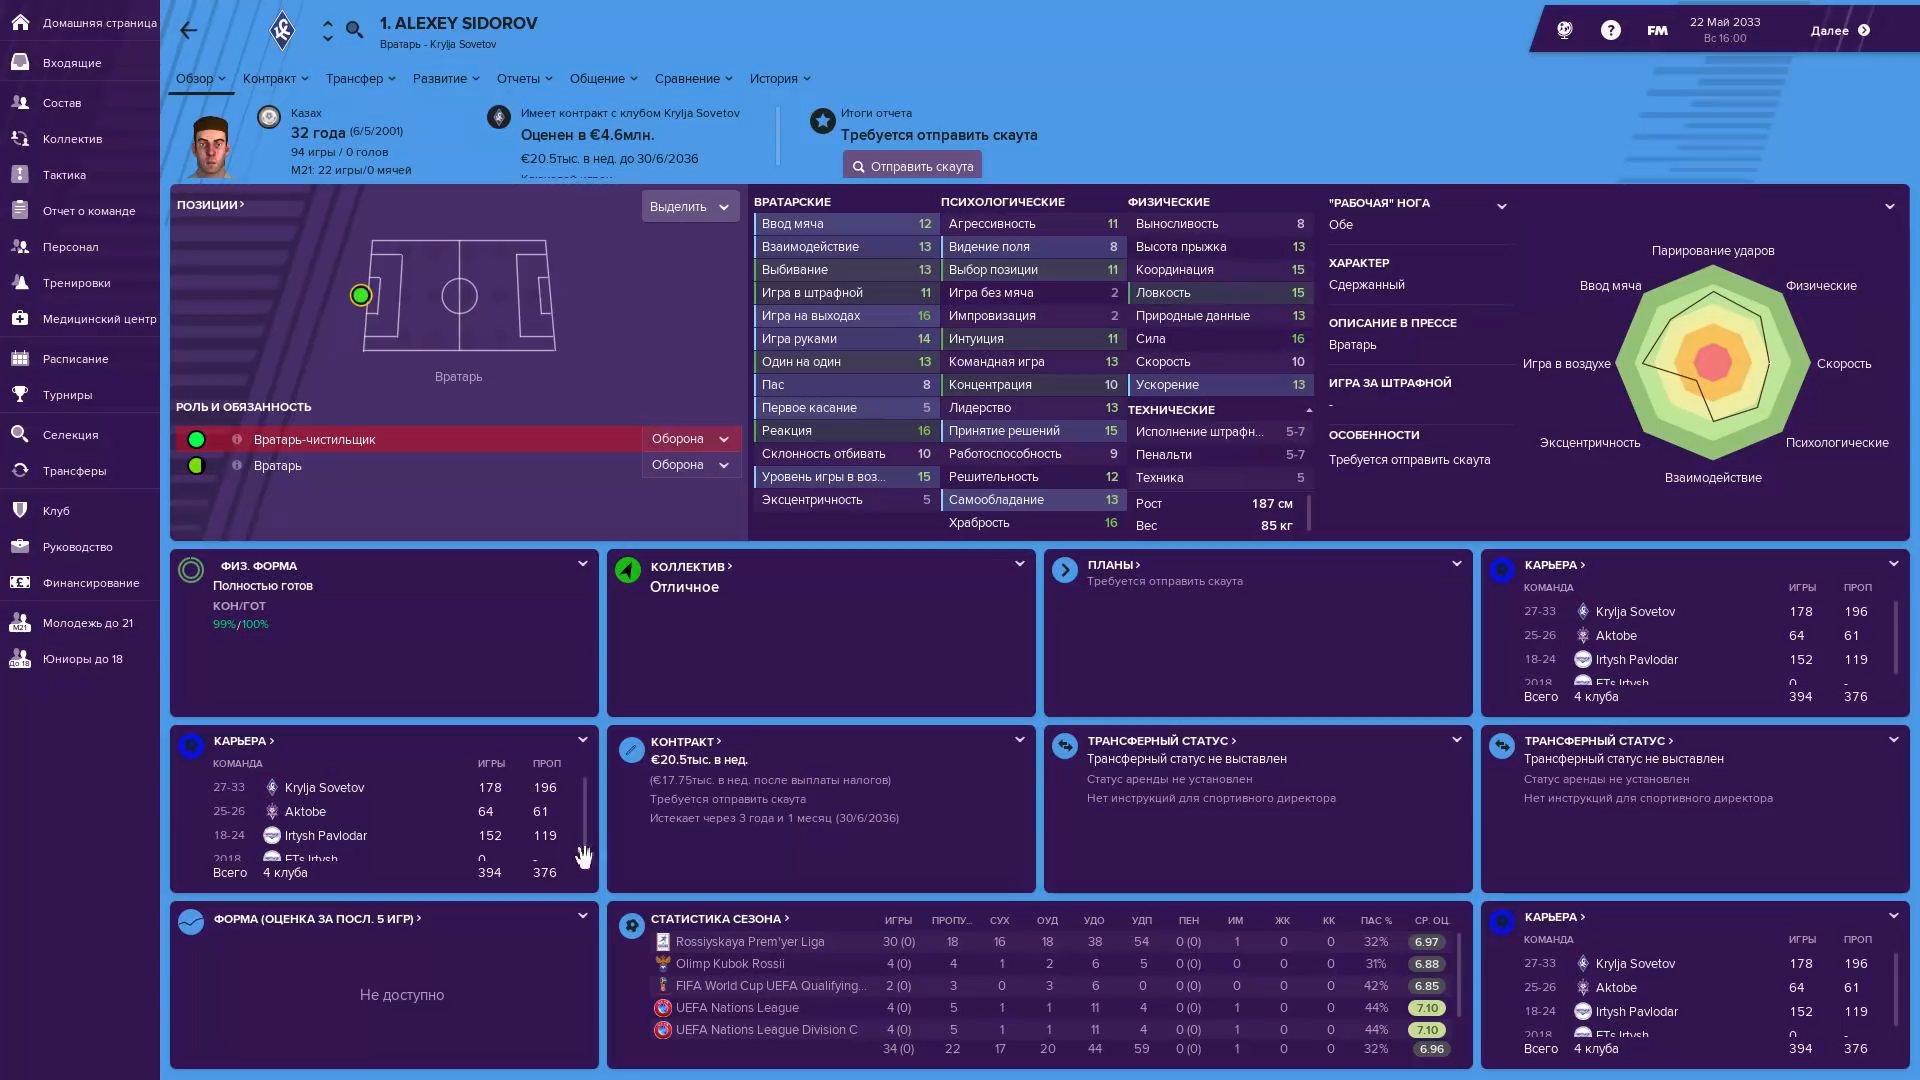 Домашняя страница
Входящие
Состав
Коллектив
Тактика
Отчет о команде
Персонал
Тренировки
Медицинский центр
Расписание
Турниры
Селекция
Трансферы
Клуб
Руководство
Финансирование
M21
Молодежь до 21
До 18
Юниоры до 18
1. ALEXEY SIDOROV
Вратарь - Krylja Sovetov
FM
22 Май 2033
Вс 16:00
Далее
Обзор Контракт Трансфер Развитие Отчеты Общение Сравнение История
Казах
32 года (6/5/2001)
94 игры / 0 голов
М21: 22 игры/0 мячей
Имеет контракт с клубом Krylja Sovetov
Оценен в €4.6млн.
€20.5тыс. в нед. до 30/6/2036
Итоги отчета
Требуется отправить скаута
Отправить скаута
ПОЗИЦИИ
Выделить
Вратарь
РОЛЬ И ОБЯЗАННОСТЬ
Вратарь-чистильщик Оборона
Вратарь Оборона
ВРАТАРСКИЕ
Ввод мяча 12
Взаимодействие 13
Выбивание 13
Игра в штрафной 11
Игра на выходах 16
Игра руками 14
Один на один 13
Пас 8
Первое касание 5
Реакция 16
Склонность отбивать 10
Уровень игры в воз... 15
Эксцентричность 5
ПСИХОЛОГИЧЕСКИЕ
Агрессивность 11
Видение поля 8
Выбор позиции 11
Игра без мяча 2
Импровизация 2
Интуиция 11
Командная игра 13
Концентрация 10
Лидерство 13
Принятие решений 15
Работоспособность 9
Решительность 12
Самообладание 13
Храбрость 16
ФИЗИЧЕСКИЕ
Выносливость 8
Высота прыжка 13
Координация 15
Ловкость 15
Природные данные 13
Сила 16
Скорость 10
Ускорение 13
ТЕХНИЧЕСКИЕ
Исполнение штрафн... 5-7
Пенальти 5-7
Техника 5
Рост 187 см
Вес 85 кг
"РАБОЧАЯ" НОГА
Обе
ХАРАКТЕР
Сдержанный
ОПИСАНИЕ В ПРЕССЕ
Вратарь
ИГРА ЗА ШТРАФНОЙ
-
ОСОБЕННОСТИ
Требуется отправить скаута
Парирование ударов
Ввод мяча
Физические
Игра в воздухе
Скорость
Эксцентричность
Психологические
Взаимодействие
ФИЗ. ФОРМА
Полностью готов
КОН/ГОТ
99%/100%
КОЛЛЕКТИВ
Отличное
ПЛАНЫ
Требуется отправить скаута
КАРЬЕРА
КОМАНДА ИГРЫ ПРОП
27-33 Krylja Sovetov 178 196
25-26 Aktobe 64 61
18-24 Irtysh Pavlodar 152 119
2018 FTs Irtysh 0 -
Всего 4 клуба 394 376
КАРЬЕРА
КОМАНДА ИГРЫ ПРОП
27-33 Krylja Sovetov 178 196
25-26 Aktobe 64 61
18-24 Irtysh Pavlodar 152 119
2018 FTs Irtysh 0 -
Всего 4 клуба 394 376
КОНТРАКТ
€20.5тыс. в нед.
(€17.75тыс. в нед. после выплаты налогов)
Требуется отправить скаута
Истекает через 3 года и 1 месяц (30/6/2036)
ТРАНСФЕРНЫЙ СТАТУС
Трансферный статус не выставлен
Статус аренды не установлен
Нет инструкций для спортивного директора
ТРАНСФЕРНЫЙ СТАТУС
Трансферный статус не выставлен
Статус аренды не установлен
Нет инструкций для спортивного директора
ФОРМА (ОЦЕНКА ЗА ПОСЛ. 5 ИГР)
Не доступно
СТАТИСТИКА СЕЗОНА ИГРЫ ПРОПУ... СУХ ОУД УДО УДП ПЕН ИМ ЖК КК ПАС % СР. ОЦ.
Rossiyskaya Prem'yer Liga 30 (0) 18 16 18 38 54 0 (0) 1 0 0 32% 6.97
Olimp Kubok Rossii 4 (0) 4 1 2 6 5 0 (0) 0 0 0 31% 6.88
FIFA World Cup UEFA Qualifying... 2 (0) 3 0 3 6 0 0 (0) 0 0 0 42% 6.85
UEFA Nations League 4 (0) 5 1 1 11 4 0 (0) 1 0 0 44% 7.10
UEFA Nations League Division C 4 (0) 5 1 1 11 4 0 (0) 1 0 0 44% 7.10
34 (0) 22 17 20 44 59 0 (0) 1 0 0 32% 6.96
КАРЬЕРА
КОМАНДА ИГРЫ ПРОП
27-33 Krylja Sovetov 178 196
25-26 Aktobe 64 61
18-24 Irtysh Pavlodar 152 119
2018 FTs Irtysh 0 -
Всего 4 клуба 394 376